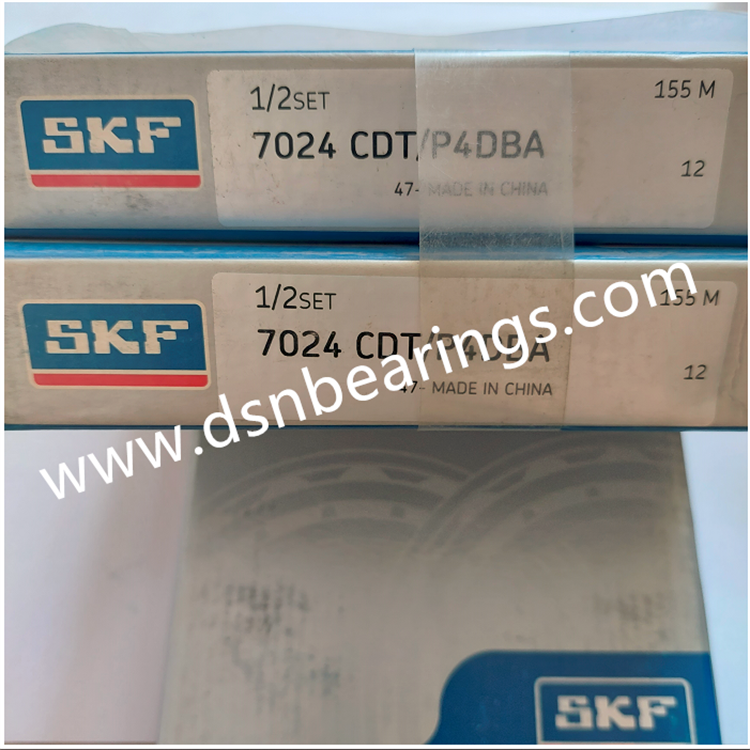 1/2SET
155 M
SKF
7024 CDT/P4DBA
12
47- MADE IN CHINA
1/2SET
155 M
SKF
7024 CDT/P4DBA
12
47- MADE IN CHINA
www.dsnbearings.com
SKF